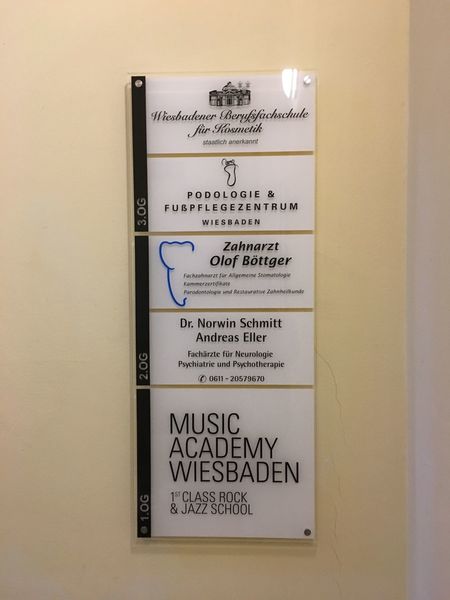 Wiesbadener Berufsfachschule
für Kosmetik
staatlich anerkannt
3.OG
PODOLOGIE &
FUßPFLEGEZENTRUM
WIESBADEN
Zahnarzt
Olof Böttger
Fachzahnarzt für Allgemeine Stomatologie
Kammerzertifikate
Parodontologie und Restaurative Zahnheilkunde
2.OG
Dr. Norwin Schmitt
Andreas Eller
Fachärzte für Neurologie
Psychiatrie und Psychotherapie
✆ 0611 - 20579670
1.OG
MUSIC
ACADEMY
WIESBADEN
1ST CLASS ROCK
& JAZZ SCHOOL